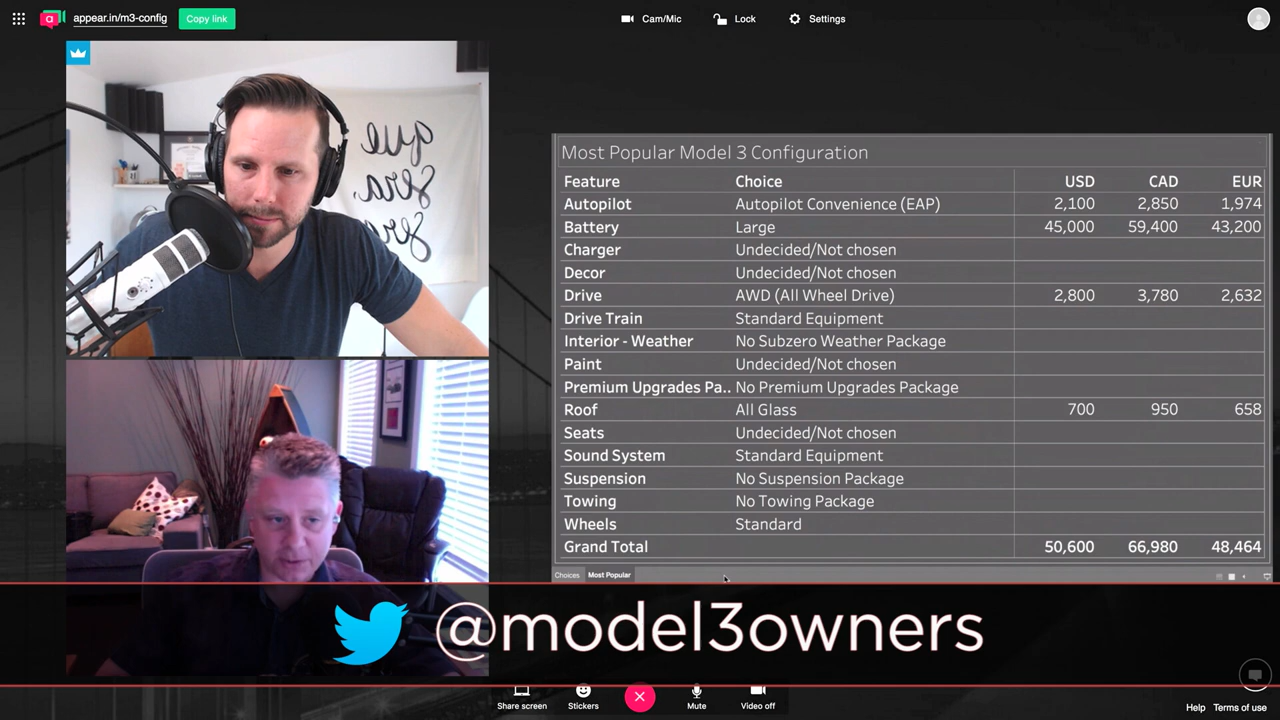 appear.in/m3-config
Copy link
Cam/Mic
Lock
Settings
que
sera,
sera
Most Popular Model 3 Configuration
Feature Choice USD CAD EUR
Autopilot Autopilot Convenience (EAP) 2,100 2,850 1,974
Battery Large 45,000 59,400 43,200
Charger Undecided/Not chosen
Decor Undecided/Not chosen
Drive AWD (All Wheel Drive) 2,800 3,780 2,632
Drive Train Standard Equipment
Interior - Weather No Subzero Weather Package
Paint Undecided/Not chosen
Premium Upgrades Pa.. No Premium Upgrades Package
Roof All Glass 700 950 658
Seats Undecided/Not chosen
Sound System Standard Equipment
Suspension No Suspension Package
Towing No Towing Package
Wheels Standard
Grand Total 50,600 66,980 48,464
Choices Most Popular
@model3owners
Share screen
Stickers
Mute
Video off
Help
Terms of use